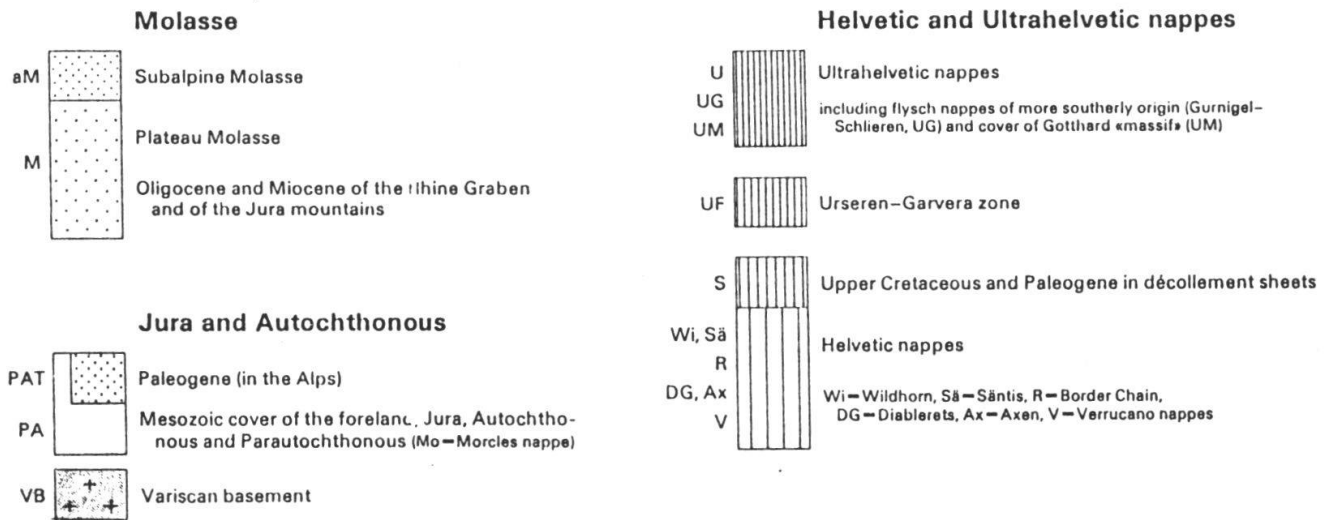 Molasse
aM Subalpine Molasse
M Plateau Molasse
Oligocene and Miocene of the Rhine Graben
and of the Jura mountains
Jura and Autochthonous
PAT Paleogene (in the Alps)
PA Mesozoic cover of the foreland, Jura, Autochtho-
nous and Parautochthonous (Mo–Morcles nappe)
VB Variscan basement
Helvetic and Ultrahelvetic nappes
U Ultrahelvetic nappes
UG including flysch nappes of more southerly origin (Gurnigel-
UM Schlieren, UG) and cover of Gotthard «massif» (UM)
UF Urseren–Garvera zone
S Upper Cretaceous and Paleogene in décollement sheets
Wi, Sä Helvetic nappes
R
DG, Ax Wi–Wildhorn, Sä–Säntis, R–Border Chain,
V DG–Diablerets, Ax–Axen, V–Verrucano nappes